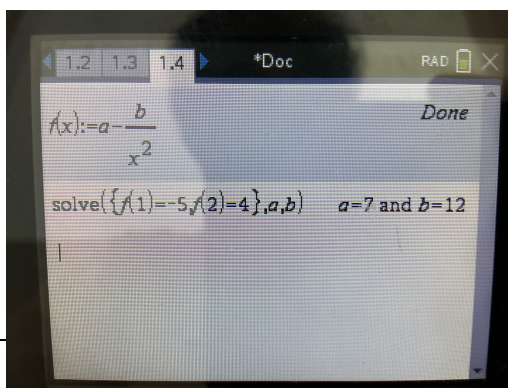 1.2 1.3 1.4 *Doc RAD
f(x):=a-b/x^2 Done
solve({f(1)=-5,f(2)=4},a,b) a=7 and b=12